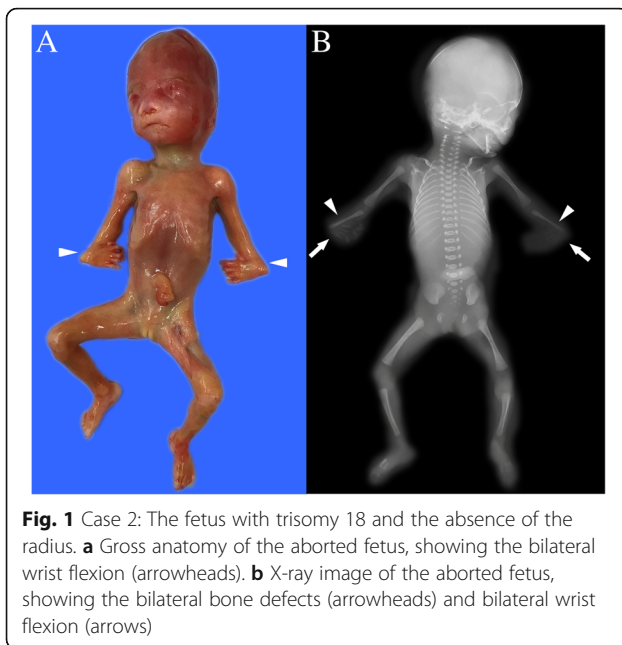 A
B
Fig. 1 Case 2: The fetus with trisomy 18 and the absence of the
radius. a Gross anatomy of the aborted fetus, showing the bilateral
wrist flexion (arrowheads). b X-ray image of the aborted fetus,
showing the bilateral bone defects (arrowheads) and bilateral wrist
flexion (arrows)